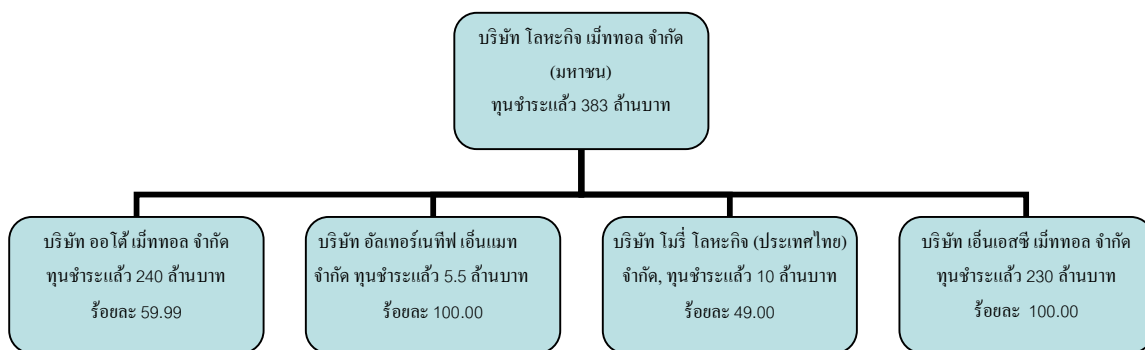 บริษัท โลหะกิจ เม็ททอล จำกัด
(มหาชน)
ทุนชำระแล้ว 383 ล้านบาท
บริษัท ออโต้ เม็ททอล จำกัด
ทุนชำระแล้ว 240 ล้านบาท
ร้อยละ 59.99
บริษัท อัลเทอร์เนทีฟ เอ็นแมท
จำกัด ทุนชำระแล้ว 5.5 ล้านบาท
ร้อยละ 100.00
บริษัท โมรี่ โลหะกิจ (ประเทศไทย)
จำกัด, ทุนชำระแล้ว 10 ล้านบาท
ร้อยละ 49.00
บริษัท เอ็นเอสซี เม็ททอล จำกัด
ทุนชำระแล้ว 230 ล้านบาท
ร้อยละ 100.00